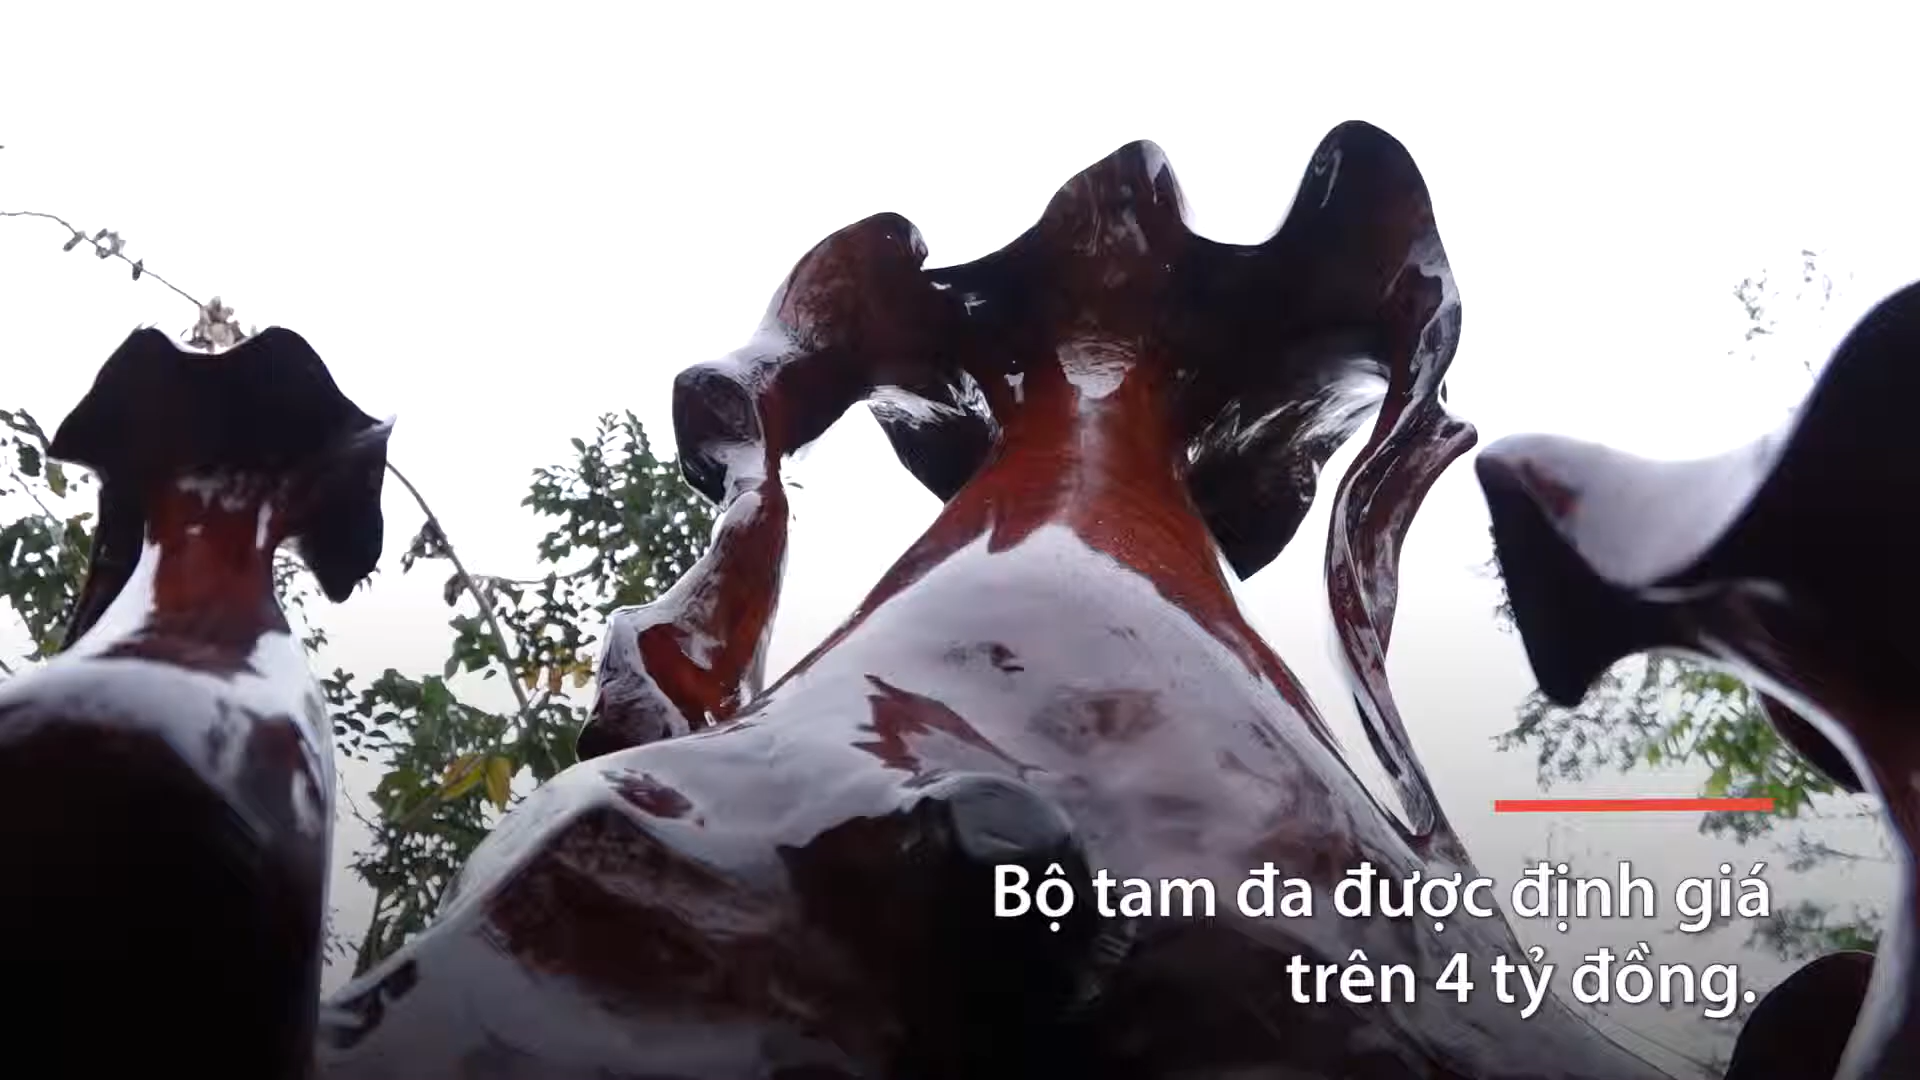 Bộ tam đa được định giá
trên 4 tỷ đồng.